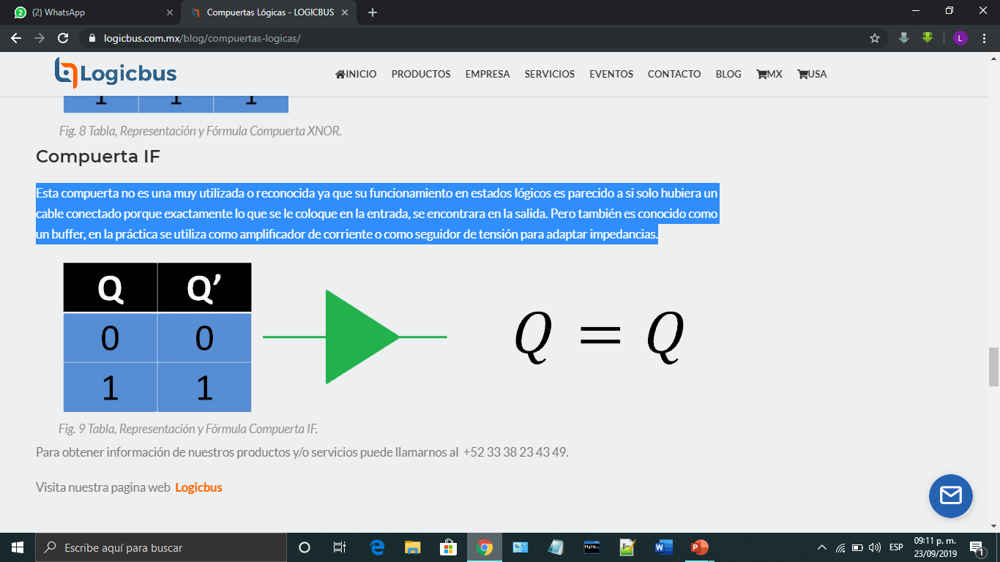 (2) WhatsApp
Compuertas Lógicas - LOGICBUS
logicbus.com.mx/blog/compuertas-logicas/
L
Logicbus
INICIO PRODUCTOS EMPRESA SERVICIOS EVENTOS CONTACTO BLOG MX USA
1 1 1
Fig. 8 Tabla, Representación y Fórmula Compuerta XNOR.
Compuerta IF
Esta compuerta no es una muy utilizada o reconocida ya que su funcionamiento en estados lógicos es parecido a si solo hubiera un
cable conectado porque exactamente lo que se le coloque en la entrada, se encontrara en la salida. Pero también es conocido como
un buffer, en la práctica se utiliza como amplificador de corriente o como seguidor de tensión para adaptar impedancias.
Q Q’
0 0
1 1
Q = Q
Fig. 9 Tabla, Representación y Fórmula Compuerta IF.
Para obtener información de nuestros productos y/o servicios puede llamarnos al +52 33 38 23 43 49.
Visita nuestra pagina web Logicbus
Escribe aquí para buscar
MySQL
ESP
09:11 p. m.
23/09/2019
1